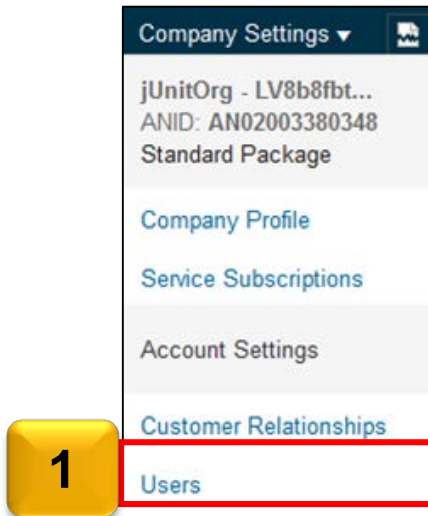 Company Settings ▼
jUnitOrg - LV8b8fbt...
ANID: AN02003380348
Standard Package
Company Profile
Service Subscriptions
Account Settings
Customer Relationships
1
Users